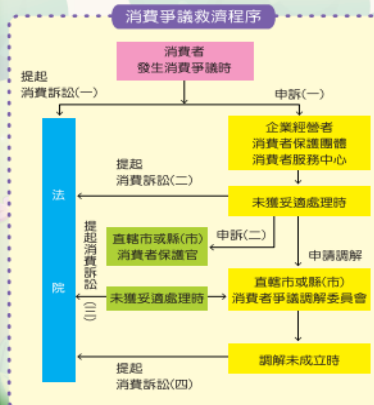 消費爭議救濟程序
消費者
發生消費爭議時
提起
消費訴訟(一)
申訴(一)
企業經營者
消費者保護團體
消費者服務中心
提起
消費訴訟(二)
未獲妥適處理時
法
院
申訴(二)
直轄市或縣(市)
消費者保護官
申請調解
提起消費訴訟(三)
直轄市或縣(市)
消費者爭議調解委員會
未獲妥適處理時
調解未成立時
提起
消費訴訟(四)